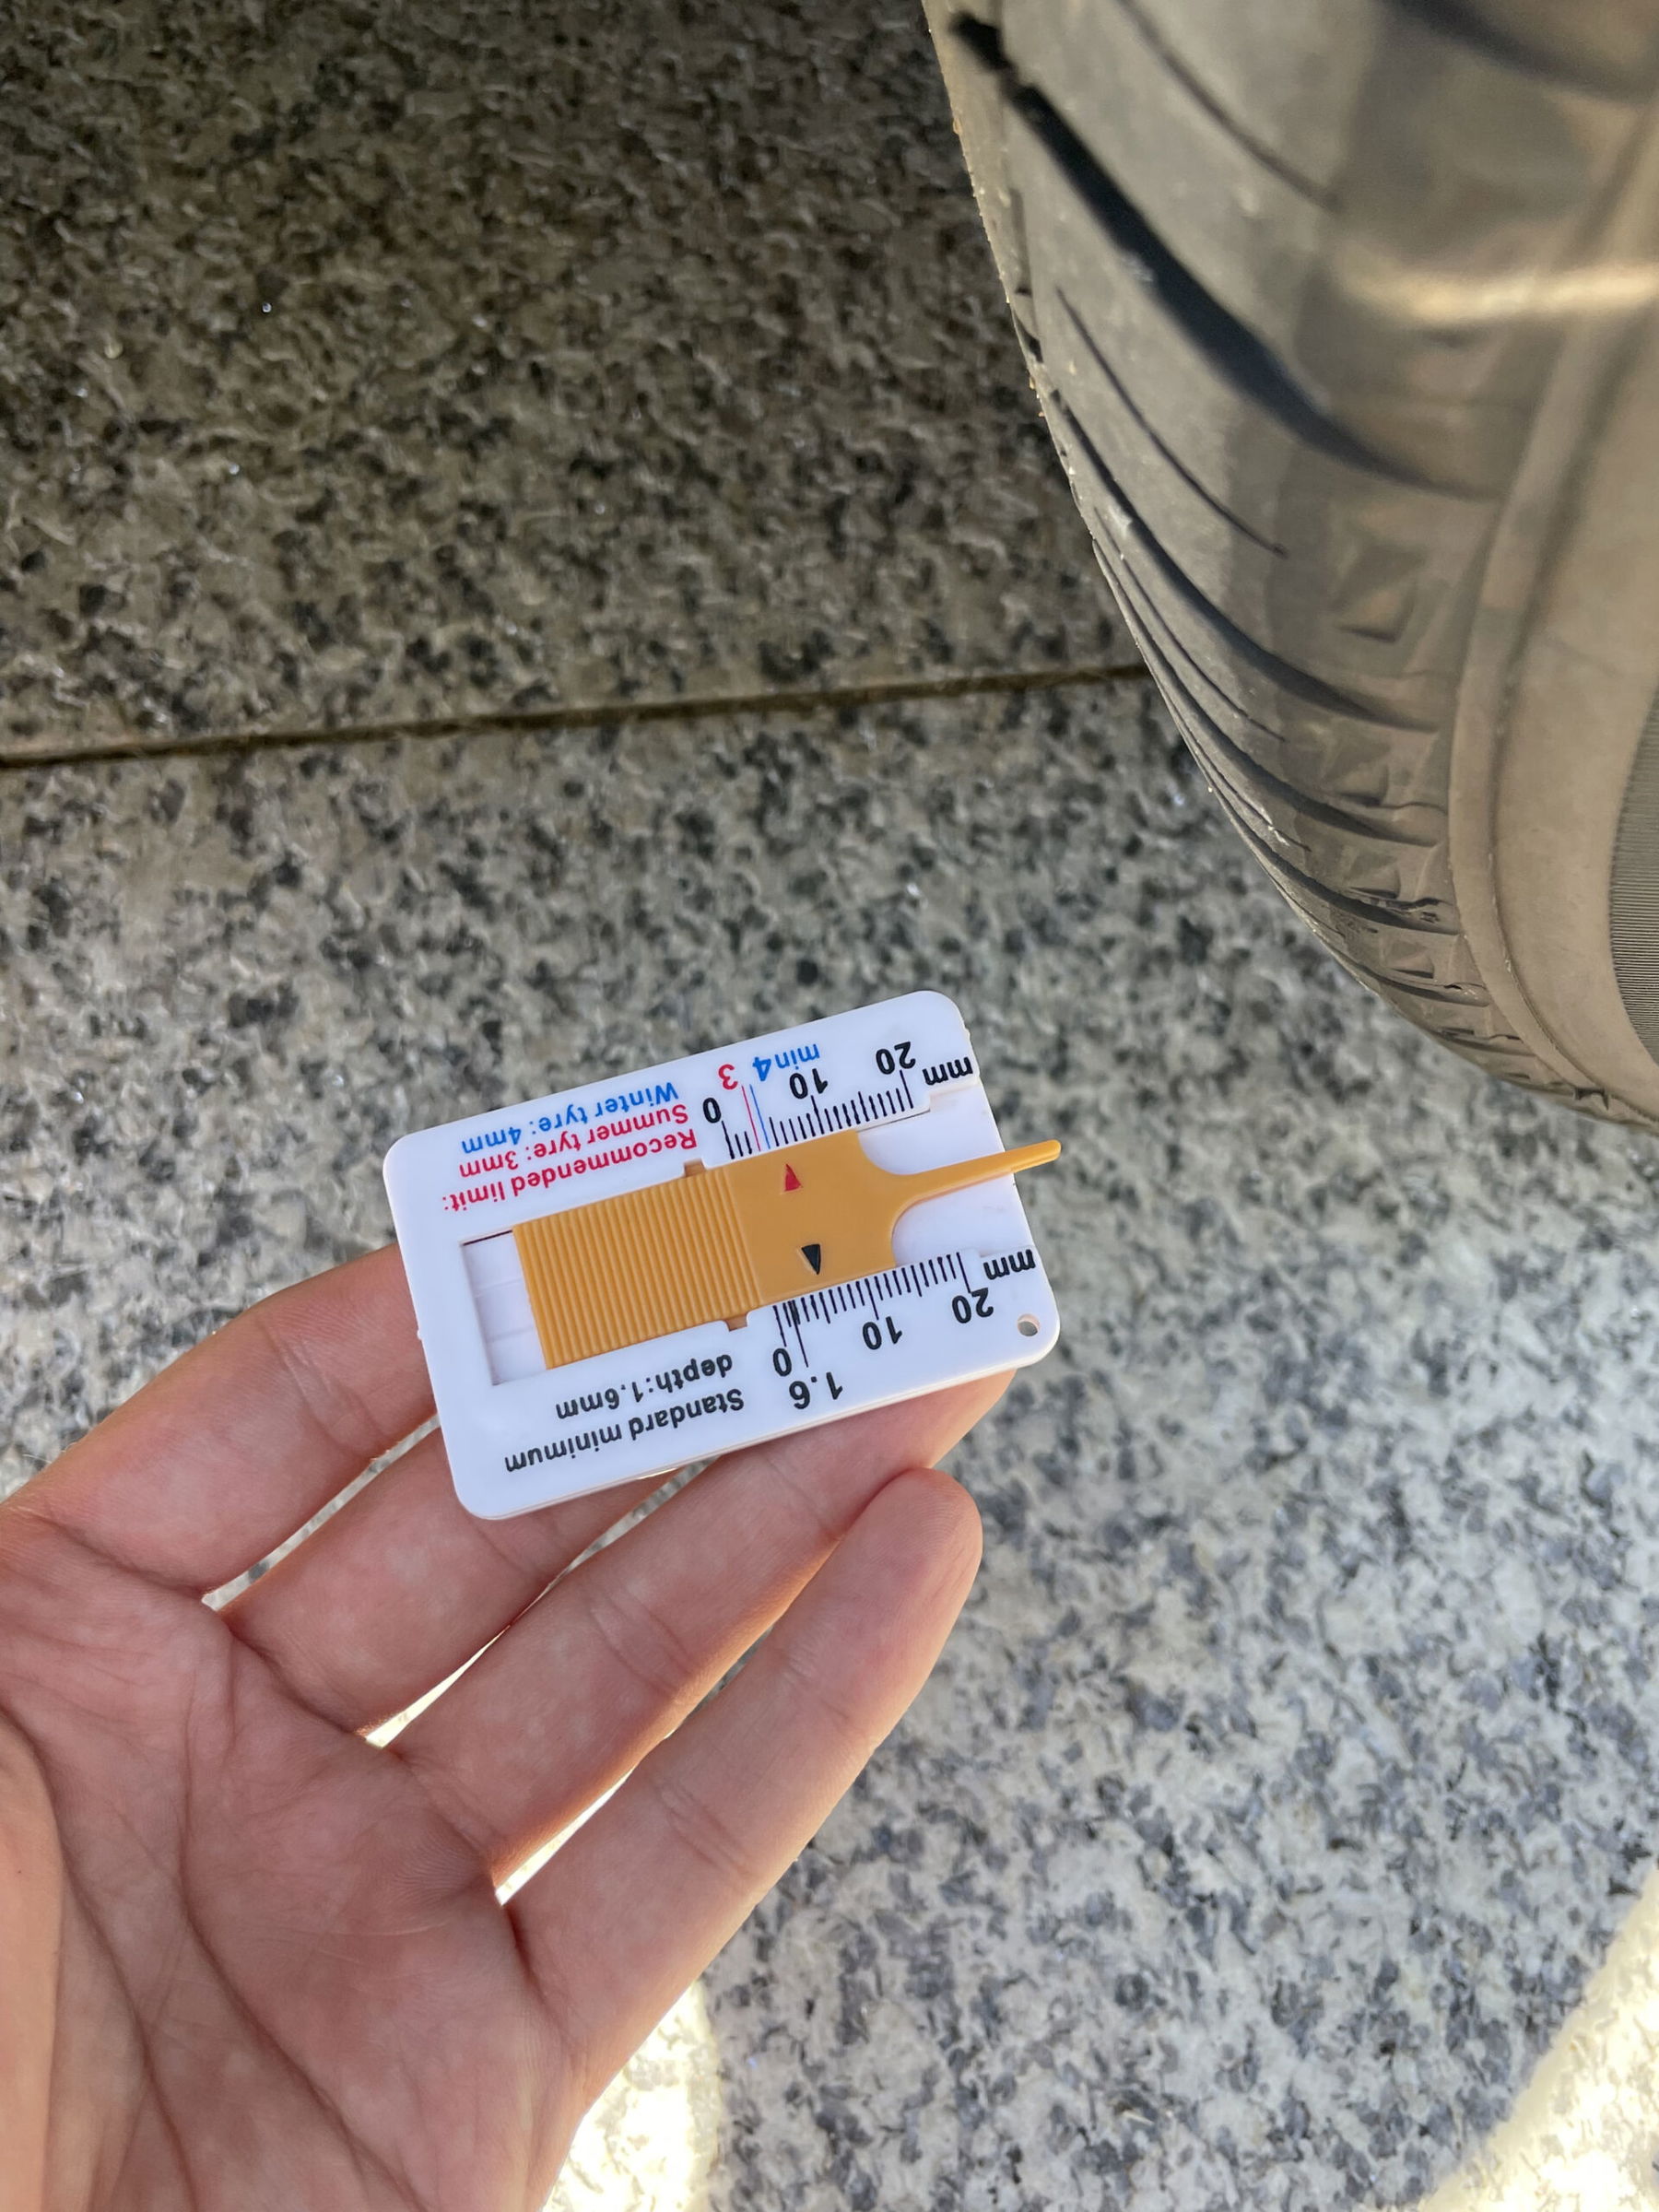 Standard minimum
depth:1.6mm
1.6
0
10
20
mm
mm
20
10
0
min4
3
Recommended limit:
Summer tyre: 3mm
Winter tyre: 4mm